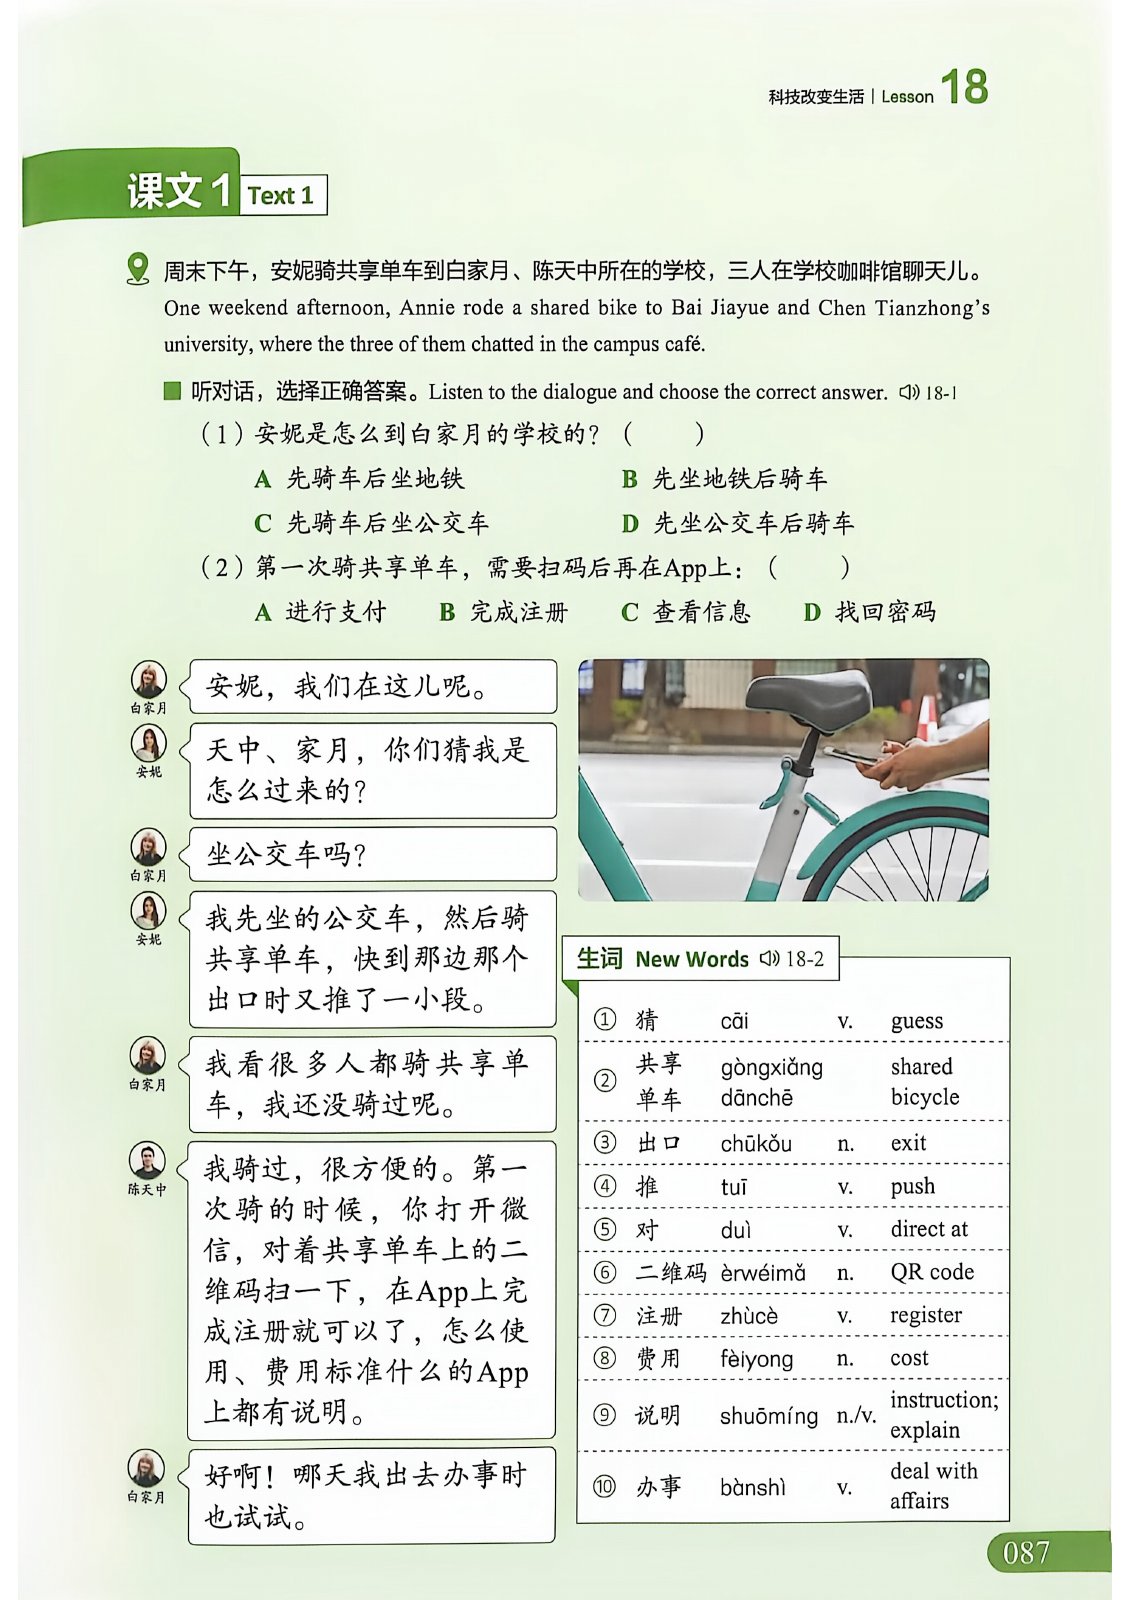 科技改变生活 | Lesson 18
课文1 Text 1
周末下午，安妮骑共享单车到白家月、陈天中所在的学校，三人在学校咖啡馆聊天儿。
One weekend afternoon, Annie rode a shared bike to Bai Jiayue and Chen Tianzhong's
university, where the three of them chatted in the campus café.
听对话，选择正确答案。Listen to the dialogue and choose the correct answer. 18-1
（1）安妮是怎么到白家月的学校的？（  ）
A 先骑车后坐地铁 B 先坐地铁后骑车
C 先骑车后坐公交车 D 先坐公交车后骑车
（2）第一次骑共享单车，需要扫码后再在App上：（  ）
A 进行支付 B 完成注册 C 查看信息 D 找回密码
白家月
安妮，我们在这儿呢。
安妮
天中、家月，你们猜我是
怎么过来的？
白家月
坐公交车吗？
安妮
我先坐的公交车，然后骑
共享单车，快到那边那个
出口时又推了一小段。
白家月
我看很多人都骑共享单
车，我还没骑过呢。
陈天中
我骑过，很方便的。第一
次骑的时候，你打开微
信，对着共享单车上的二
维码扫一下，在App上完
成注册就可以了，怎么使
用、费用标准什么的App
上都有说明。
白家月
好啊！哪天我出去办事时
也试试。
生词 New Words 18-2
① 猜 cāi v. guess
② 共享 gòngxiǎng shared
单车 dānchē bicycle
③ 出口 chūkǒu n. exit
④ 推 tuī v. push
⑤ 对 duì v. direct at
⑥ 二维码 èrwéimǎ n. QR code
⑦ 注册 zhùcè v. register
⑧ 费用 fèiyong n. cost
⑨ 说明 shuōmíng n./v. instruction;
explain
⑩ 办事 bànshì v. deal with
affairs
087